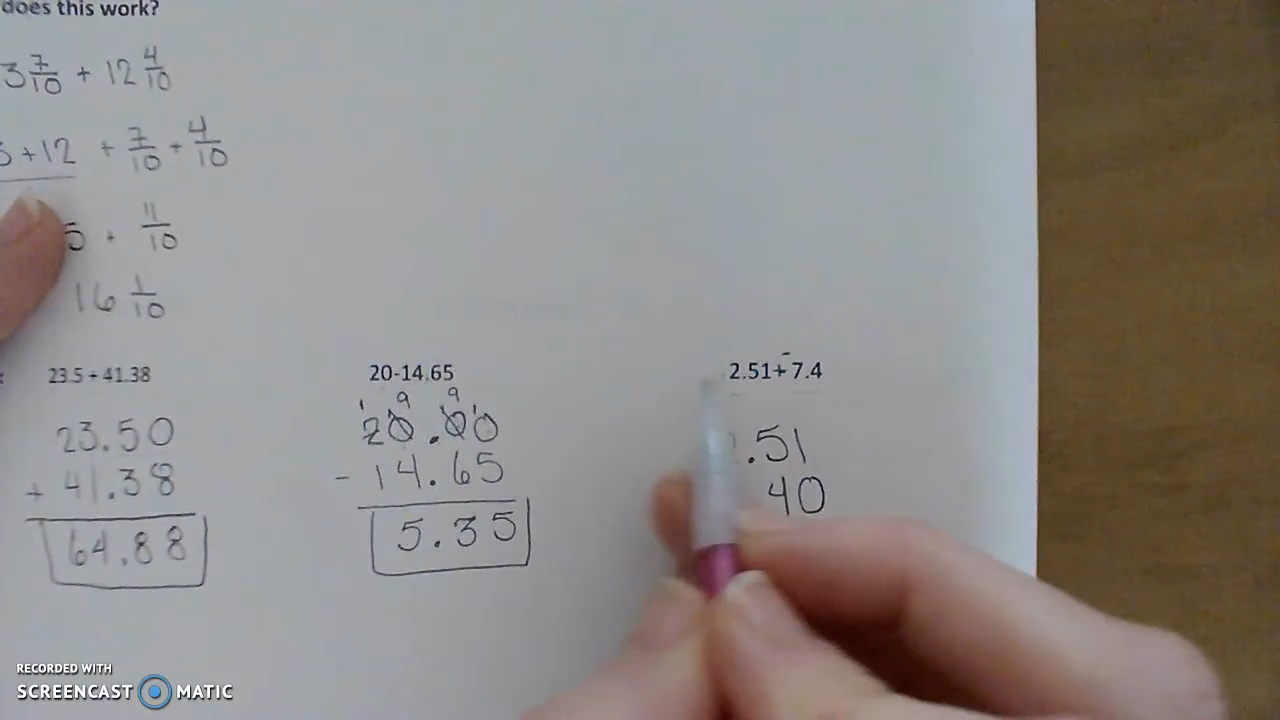 does this work?
3 7/10 + 12 4/10
+12 + 7/10 + 4/10
5 + 11/10
16 1/10
23.5 + 41.38
23.50
+ 41.38
64.88
20-14.65
1 9 9 1
20.00
- 14.65
5.35
2.51+-7.4
.51
40
RECORDED WITH
SCREENCAST MATIC